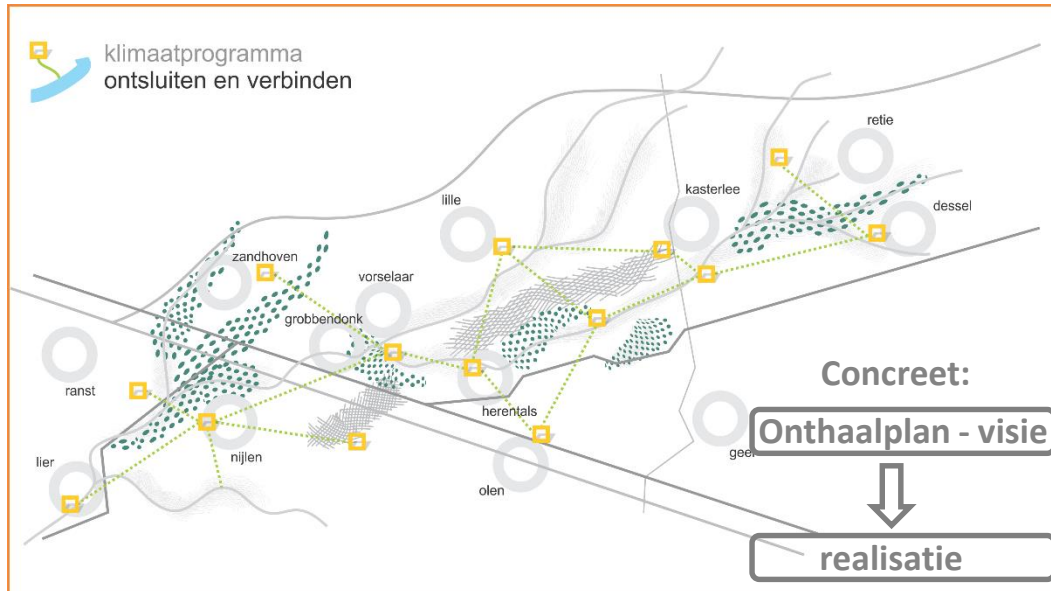 klimaatprogramma
ontsluiten en verbinden
retie
kasterlee
lille
dessel
zandhoven
vorselaar
grobbendonk
ranst
herentals
nijlen
lier
olen
geel
Concreet:
Onthaalplan - visie
realisatie